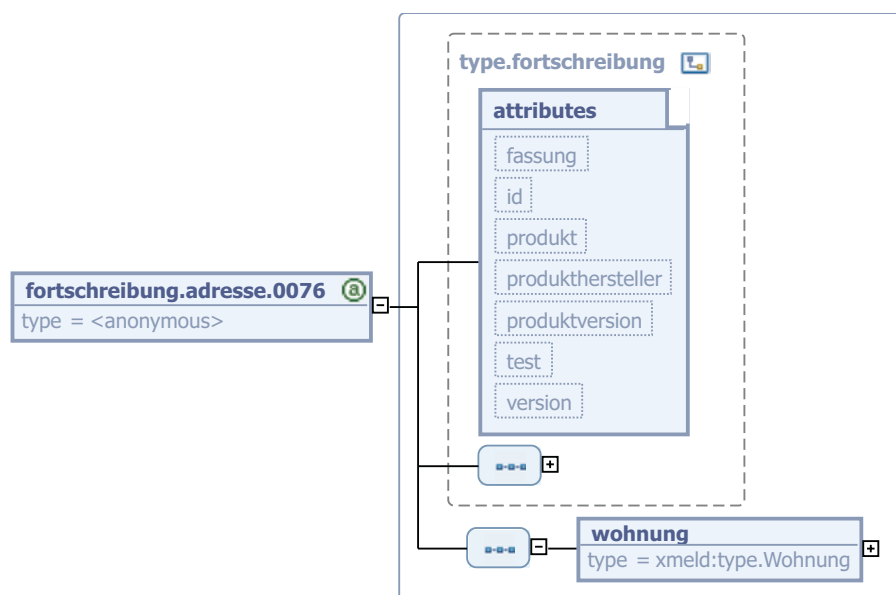 type.fortschreibung
attributes
fassung
id
produkt
produkthersteller
produktversion
test
version
fortschreibung.adresse.0076 @
type = <anonymous>
wohnung
type = xmeld:type.Wohnung